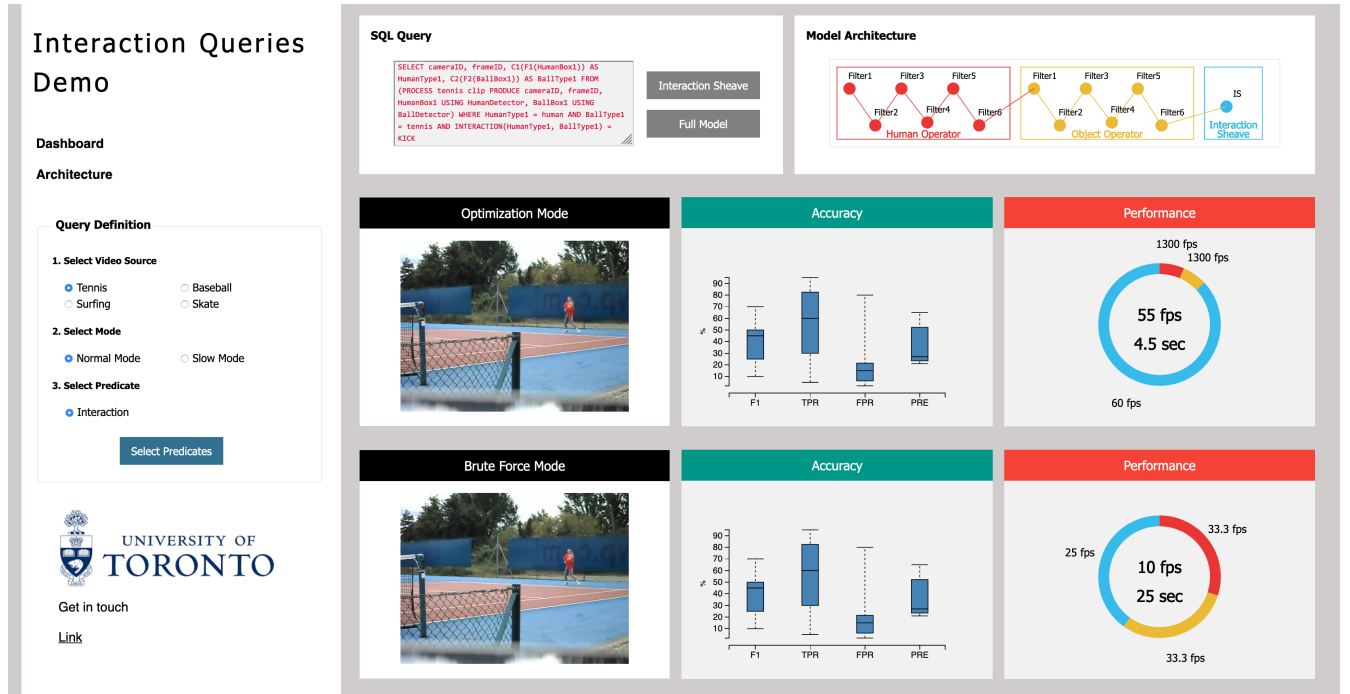 Interaction Queries
Demo
Dashboard
Architecture
Query Definition
1. Select Video Source
Tennis
Baseball
Surfing
Skate
2. Select Mode
Normal Mode
Slow Mode
3. Select Predicate
Interaction
Select Predicates
UNIVERSITY OF
TORONTO
Get in touch
Link
SQL Query
SELECT cameraID, frameID, C1(F1(HumanBox1)) AS
HumanType1, C2(F2(BallBox1)) AS BallType1 FROM
(PROCESS tennis clip PRODUCE cameraID, frameID,
HumanBox1 USING HumanDetector, BallBox1 USING
BallDetector) WHERE HumanType1 = human AND BallType1
= tennis AND INTERACTION(HumanType1, BallType1) =
KICK
Interaction Sheave
Full Model
Model Architecture
Filter1
Filter3
Filter5
Filter2
Filter4
Filter6
Human Operator
Filter1
Filter3
Filter5
Filter2
Filter4
Filter6
Object Operator
IS
Interaction
Sheave
Optimization Mode
Accuracy
90
80
70
60
50
40
30
20
10
%
F1
TPR
FPR
PRE
Performance
1300 fps
1300 fps
55 fps
4.5 sec
60 fps
Brute Force Mode
Accuracy
90
80
70
60
50
40
30
20
10
%
F1
TPR
FPR
PRE
Performance
33.3 fps
25 fps
10 fps
25 sec
33.3 fps